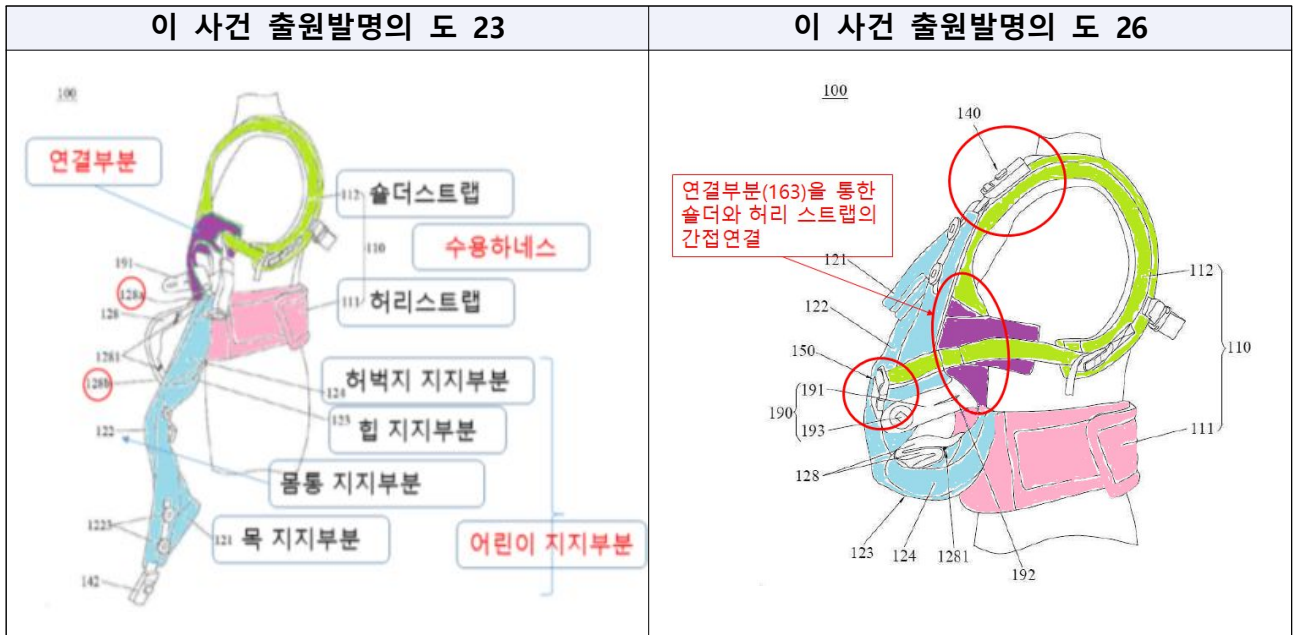 이 사건 출원발명의 도 23
이 사건 출원발명의 도 26
100
연결부분
112
숄더스트랩
110
수용하네스
191
128a
128
111
허리스트랩
1281
128b
124
허벅지 지지부분
123
힙 지지부분
122
몸통 지지부분
1223
121
목 지지부분
어린이 지지부분
142
100
140
연결부분(163)을 통한
숄더와 허리 스트랩의
간접연결
121
112
122
150
110
191
190
193
111
128
123
124
1281
192